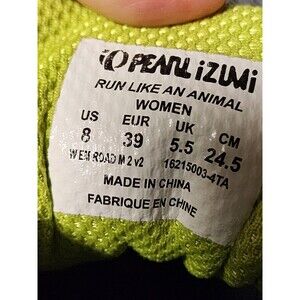 PEARL iZUMi
RUN LIKE AN ANIMAL
WOMEN
US EUR UK CM
8 39 5.5 24.5
W EM ROAD M 2 v2 16215003-4TA
MADE IN CHINA
FABRIQUE EN CHINE